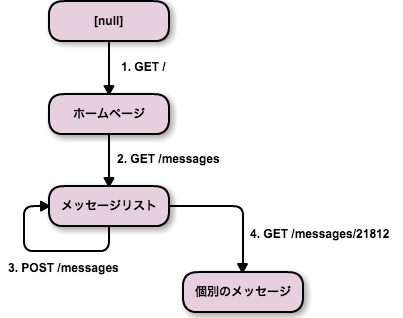 [null]
1. GET /
ホームページ
2. GET /messages
メッセージリスト
3. POST /messages
4. GET /messages/21812
個別のメッセージ